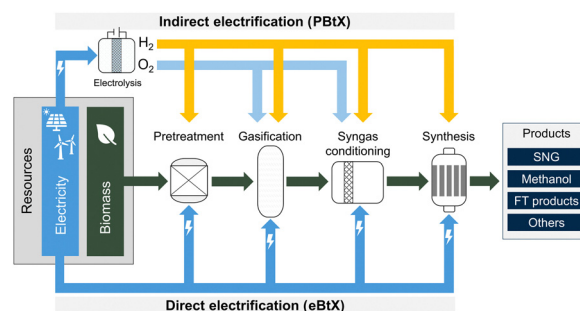 Indirect electrification (PBtX)
H2
O2
Electrolysis
Pretreatment
Gasification
Syngas
conditioning
Synthesis
Resources
Electricity
Biomass
Products
SNG
Methanol
FT products
Others
Direct electrification (eBtX)